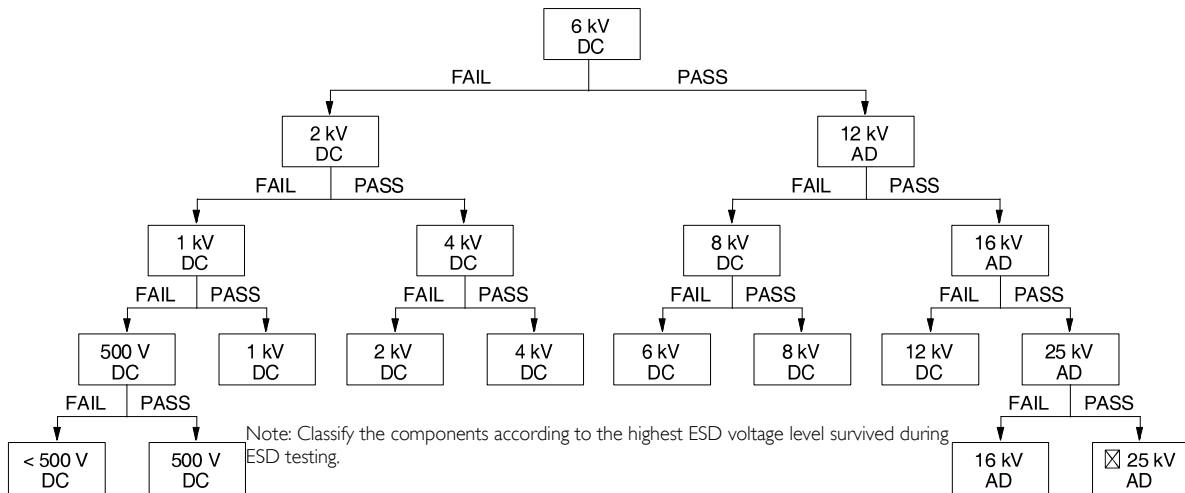 6 kV
DC
FAIL PASS
2 kV
DC
12 kV
AD
FAIL PASS
FAIL PASS
1 kV
DC
4 kV
DC
8 kV
DC
16 kV
AD
FAIL PASS
FAIL PASS
FAIL PASS
FAIL PASS
500 V
DC
1 kV
DC
2 kV
DC
4 kV
DC
6 kV
DC
8 kV
DC
12 kV
DC
25 kV
AD
FAIL PASS
FAIL PASS
Note: Classify the components according to the highest ESD voltage level survived during
ESD testing.
< 500 V
DC
500 V
DC
16 kV
AD
☒ 25 kV
AD